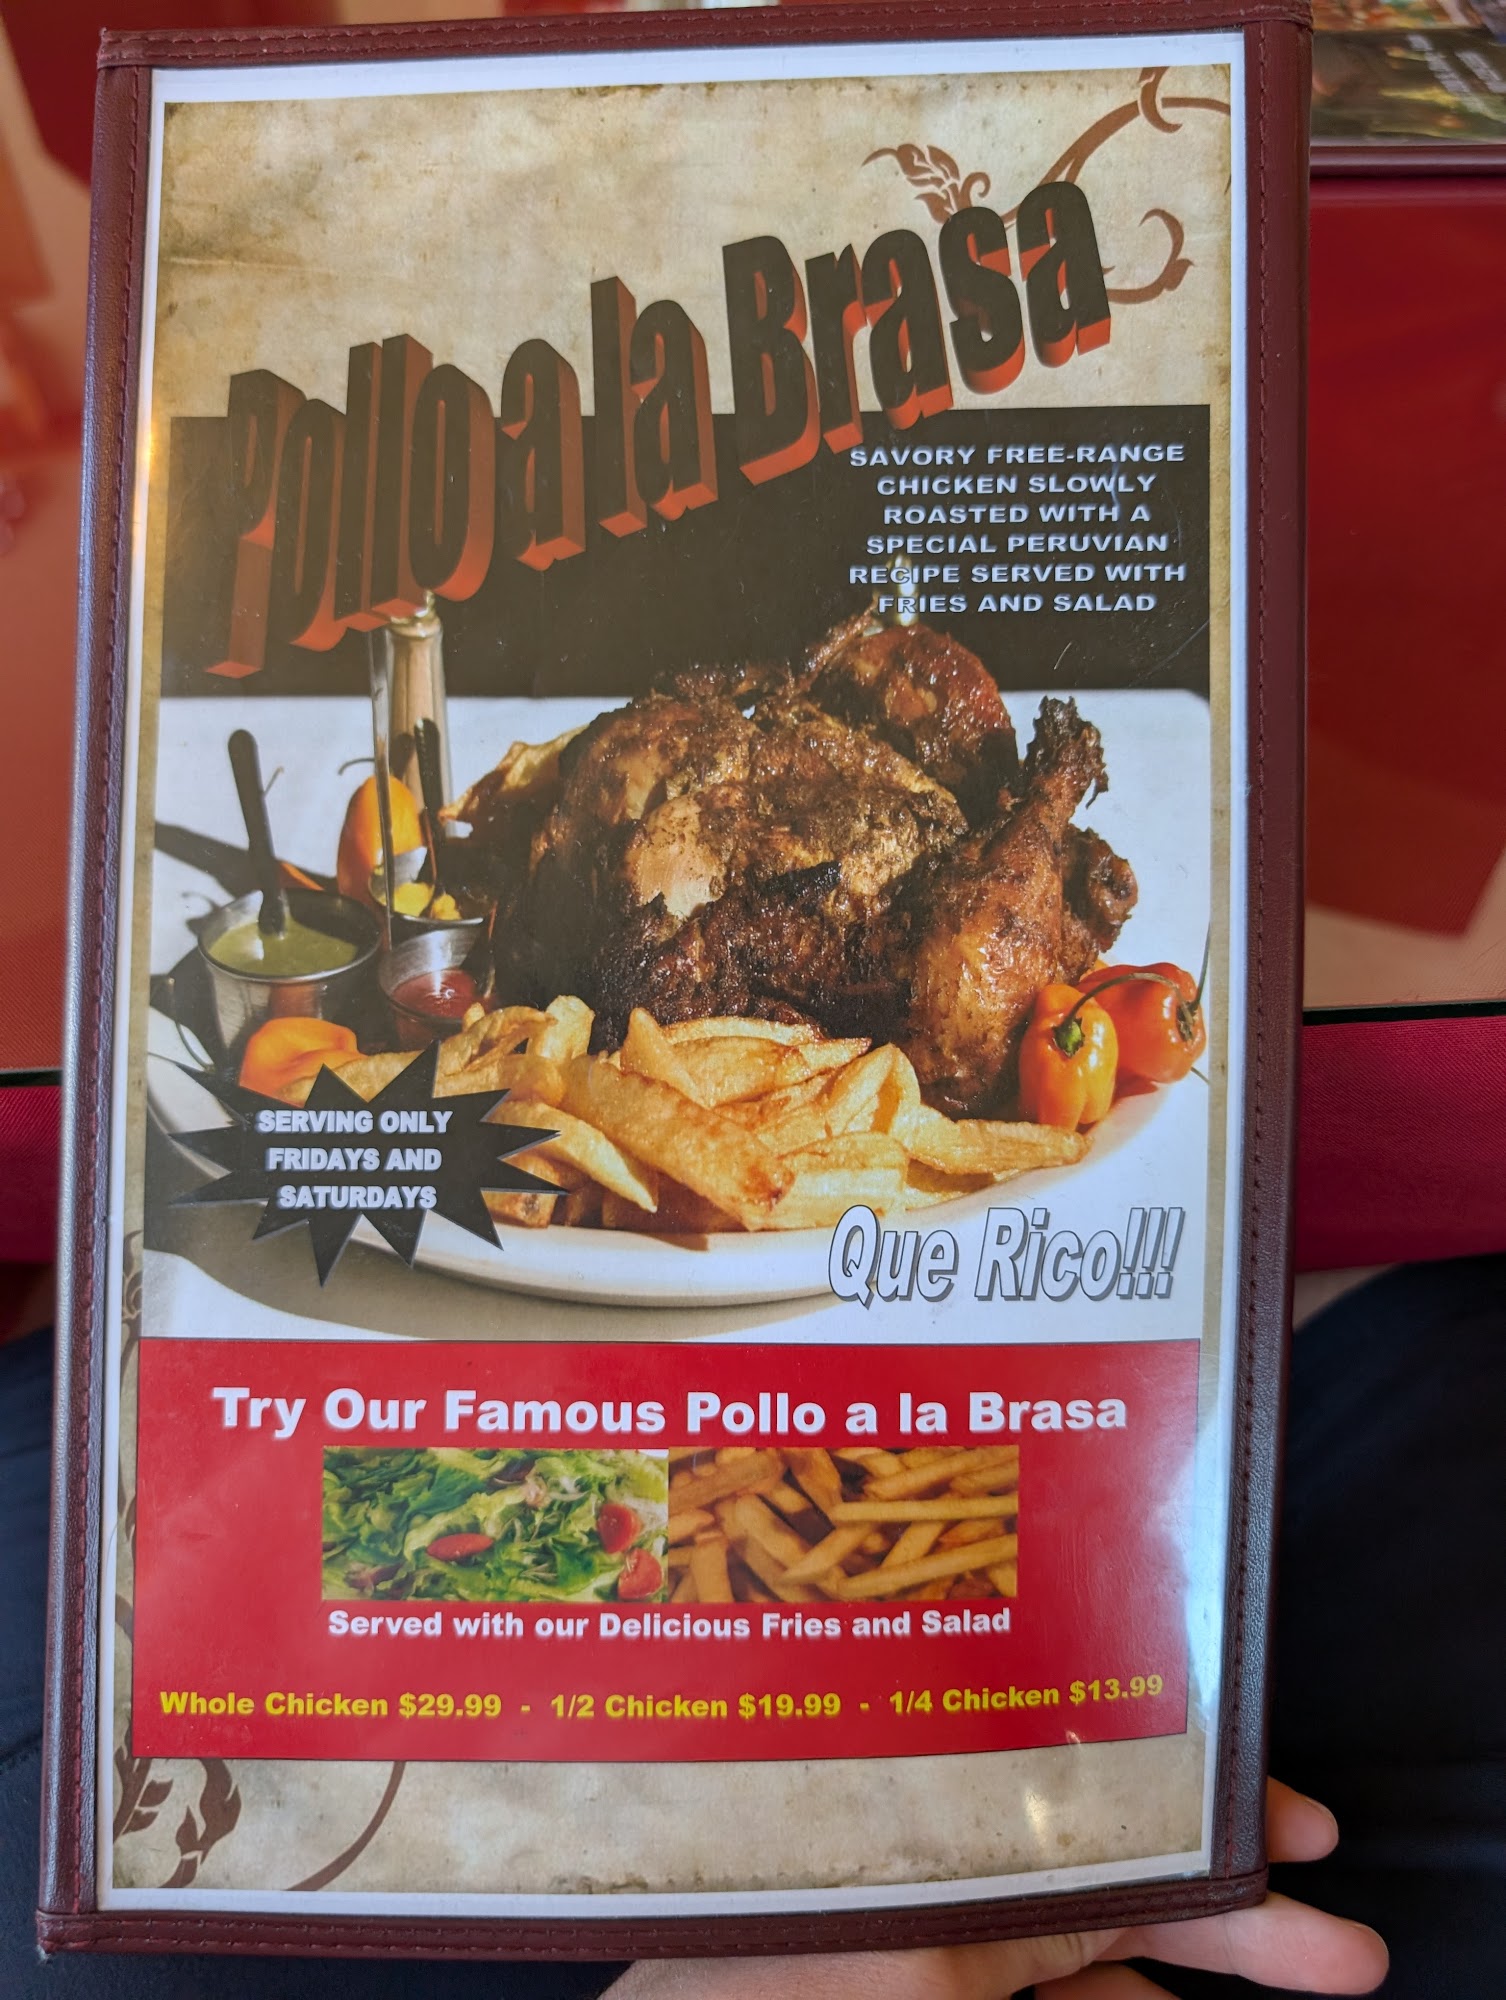 Pollo a la Brasa
SAVORY FREE-RANGE
CHICKEN SLOWLY
ROASTED WITH A
SPECIAL PERUVIAN
RECIPE SERVED WITH
FRIES AND SALAD
SERVING ONLY
FRIDAYS AND
SATURDAYS
Que Rico!!!
Try Our Famous Pollo a la Brasa
Served with our Delicious Fries and Salad
Whole Chicken $29.99 - 1/2 Chicken $19.99 - 1/4 Chicken $13.99